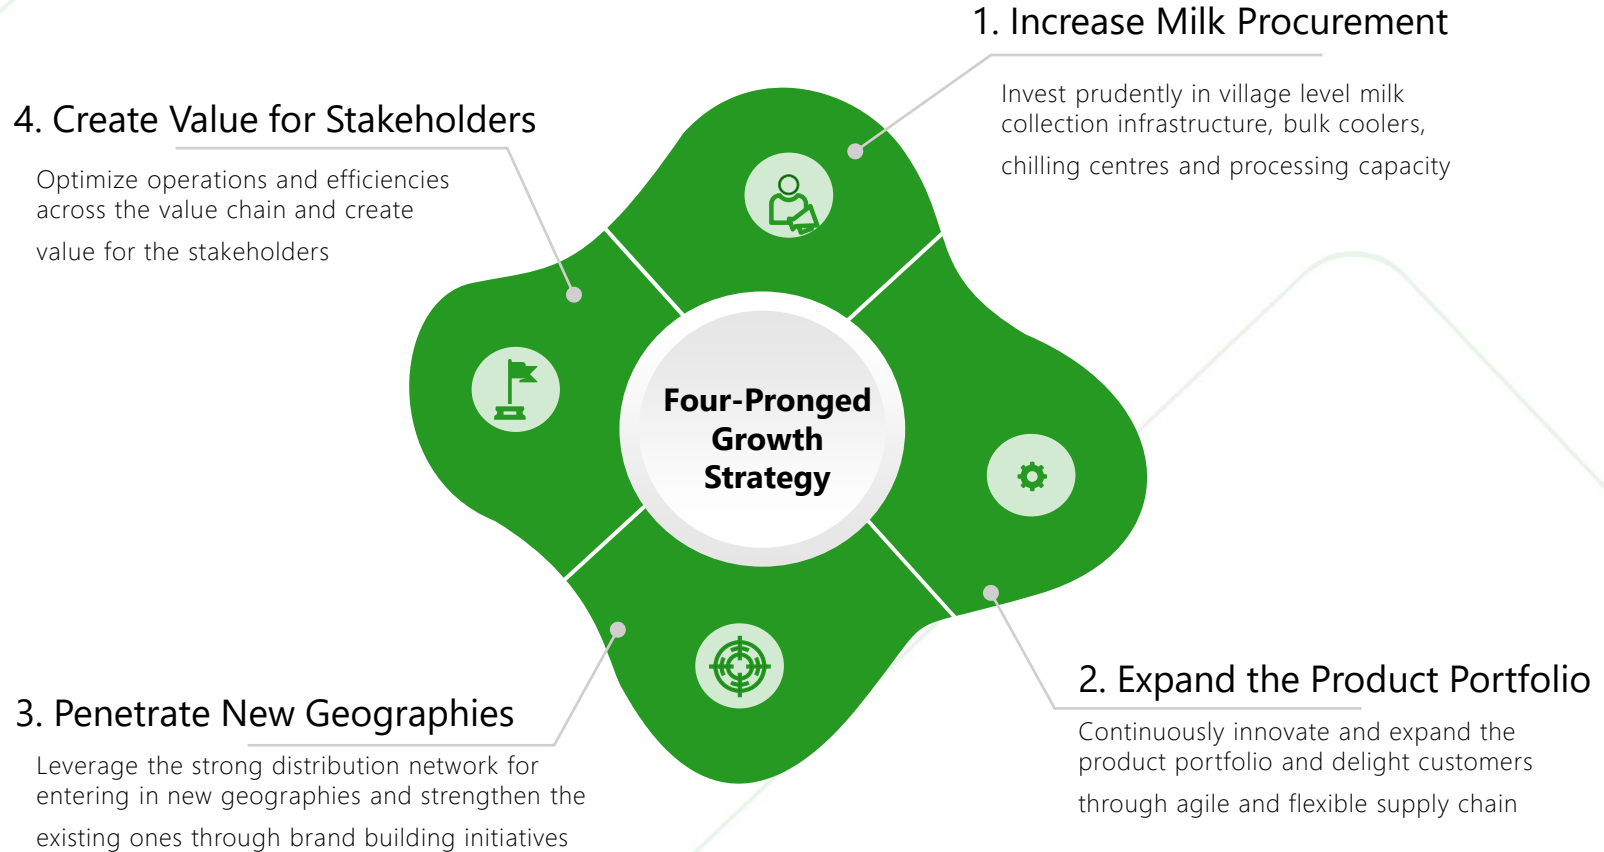 1. Increase Milk Procurement
Invest prudently in village level milk
collection infrastructure, bulk coolers,
chilling centres and processing capacity
4. Create Value for Stakeholders
Optimize operations and efficiencies
across the value chain and create
value for the stakeholders
Four-Pronged
Growth
Strategy
2. Expand the Product Portfolio
Continuously innovate and expand the
product portfolio and delight customers
through agile and flexible supply chain
3. Penetrate New Geographies
Leverage the strong distribution network for
entering in new geographies and strengthen the
existing ones through brand building initiatives